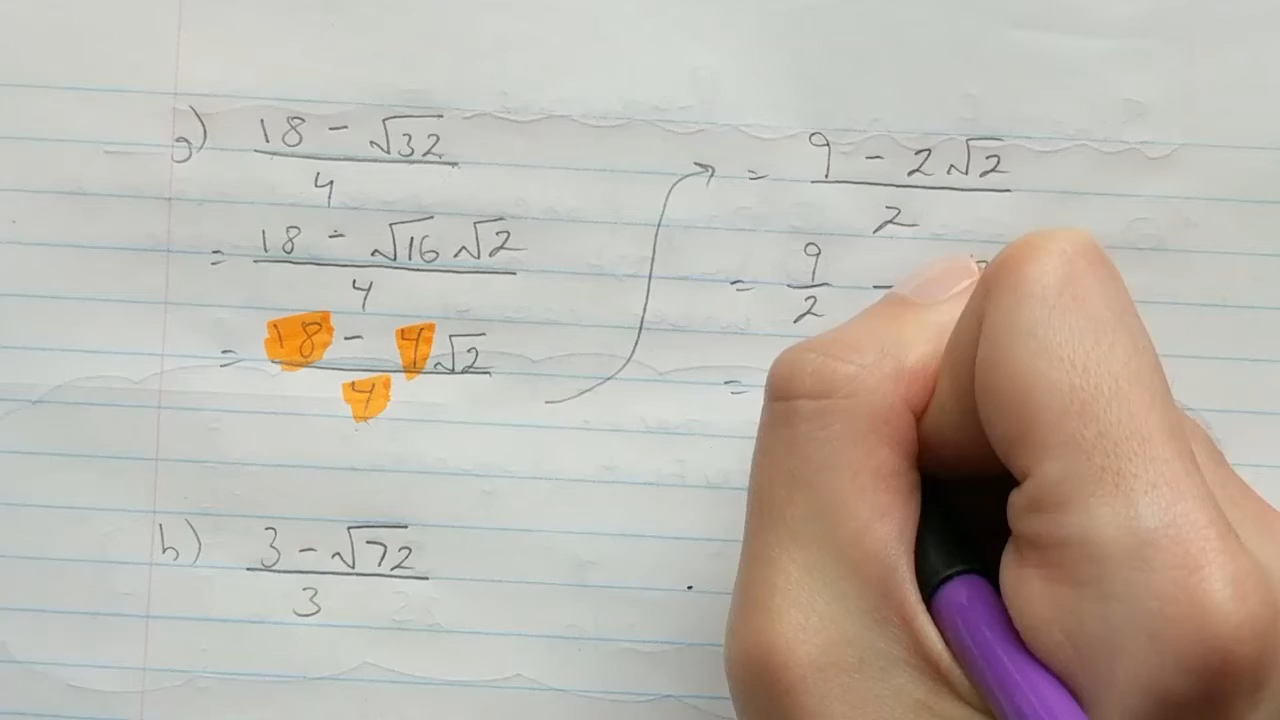 a) (18 - √32)/4
= (18 - √16 √2)/4
= (18 - 4√2)/4
= (9 - 2√2)/2
= 9/2 -
=
b) (3 - √72)/3